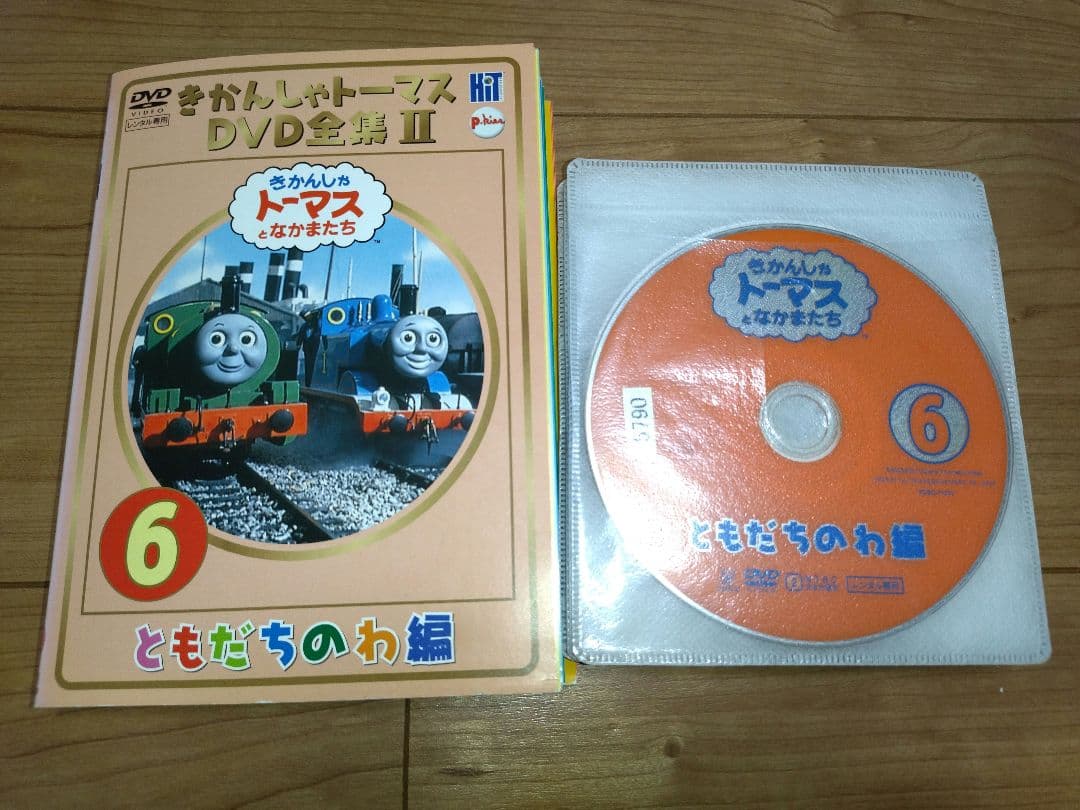 DVD
VIDEO
レンタル専用
きかんしゃトーマス
DVD全集 II
HiT
p.kids
きかんしゃ
トーマス
となかまたち
TM
6
ともだちのわ編
きかんしゃ
トーマス
となかまたち
5790
6
ともだちのわ編
DVD
レンタル専用